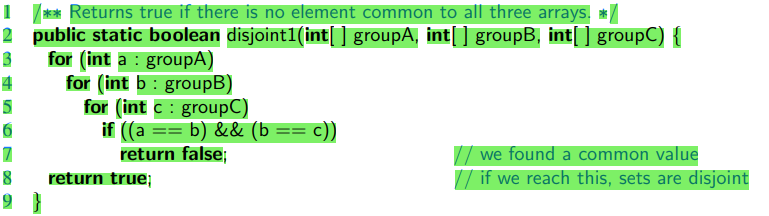 1 /** Returns true if there is no element common to all three arrays. */
2 public static boolean disjoint1(int[ ] groupA, int[ ] groupB, int[ ] groupC) {
3 for (int a : groupA)
4 for (int b : groupB)
5 for (int c : groupC)
6 if ((a == b) && (b == c))
7 return false; // we found a common value
8 return true; // if we reach this, sets are disjoint
9 }